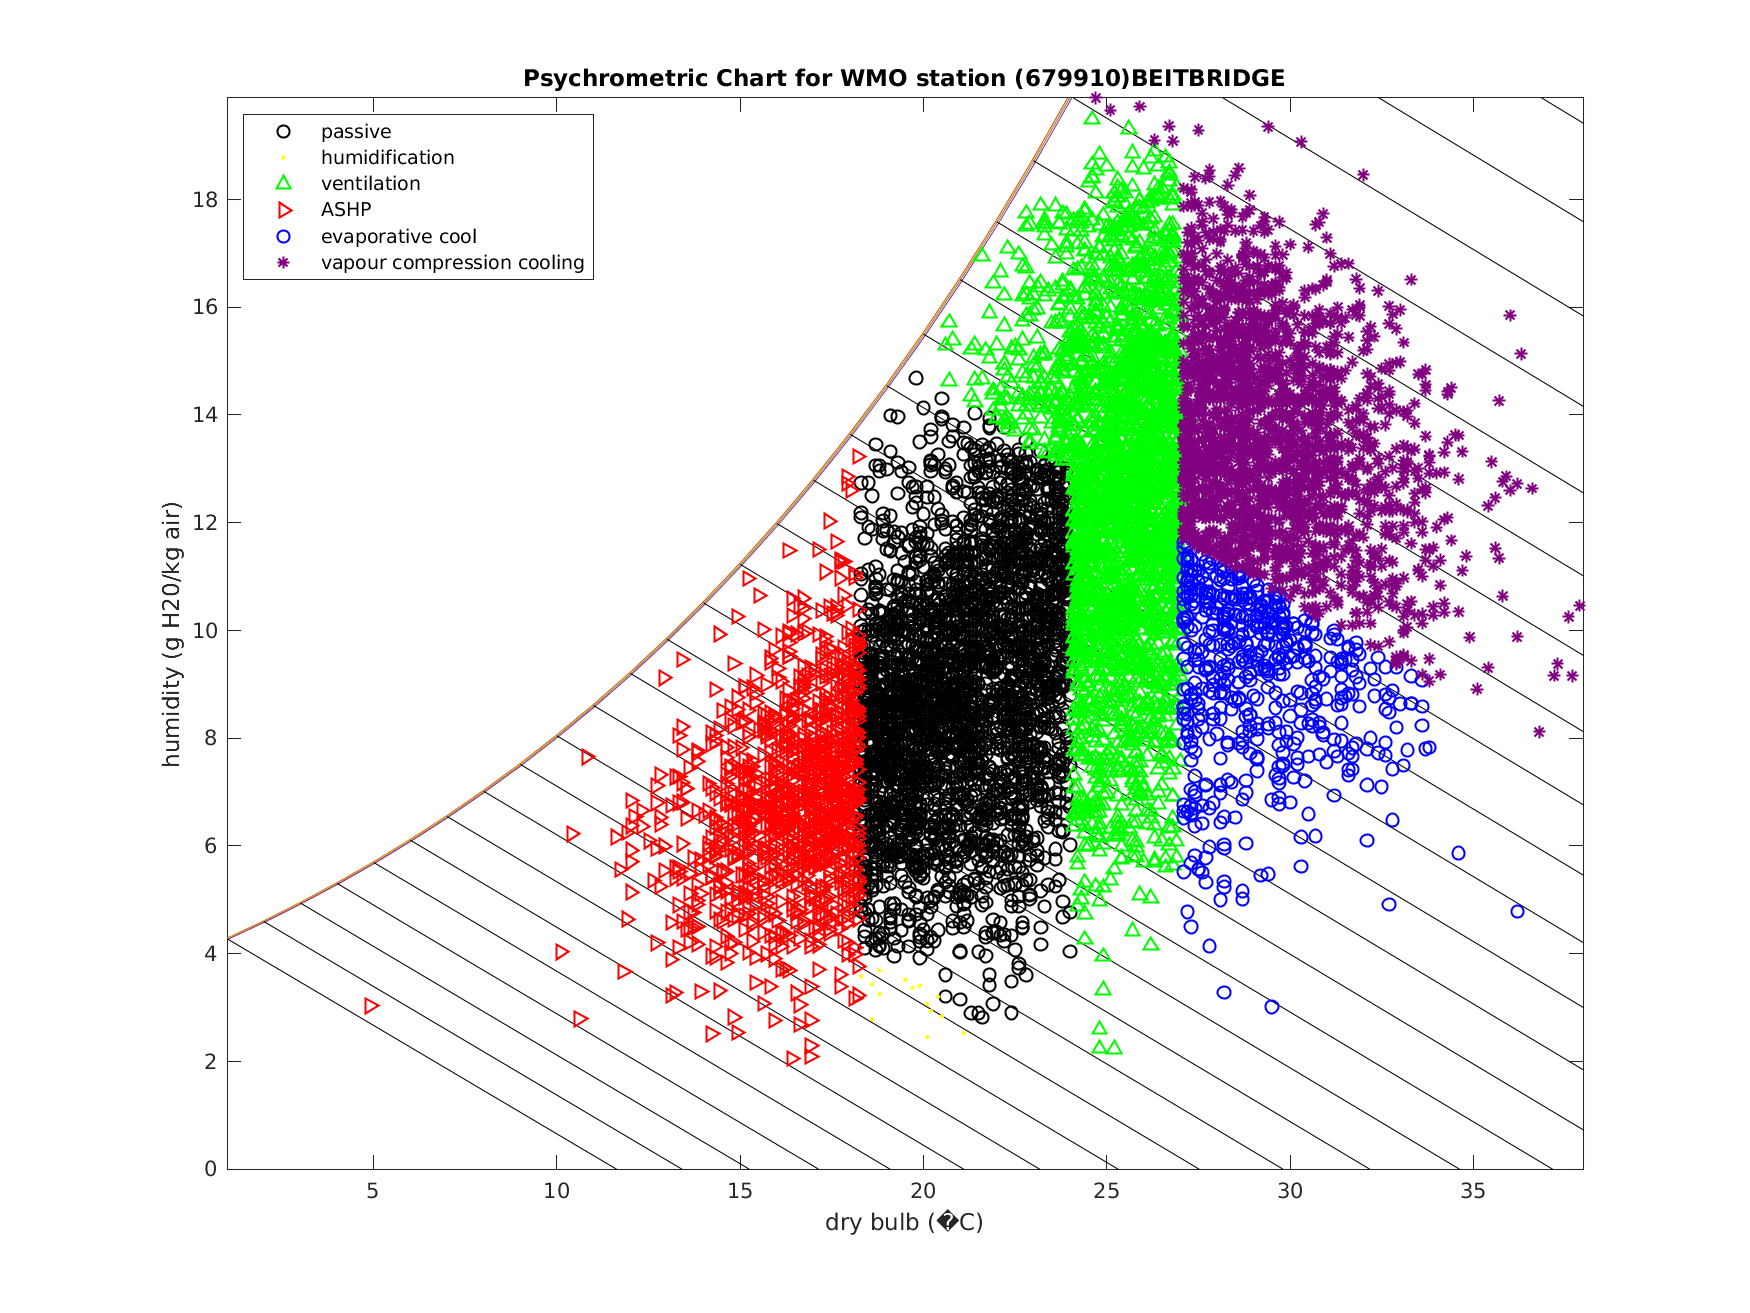 Psychrometric Chart for WMO station (679910)BEITBRIDGE
passive
humidification
ventilation
ASHP
evaporative cool
vapour compression cooling
humidity (g H20/kg air)
18
16
14
12
10
8
6
4
2
0
5 10 15 20 25 30 35
dry bulb (�C)